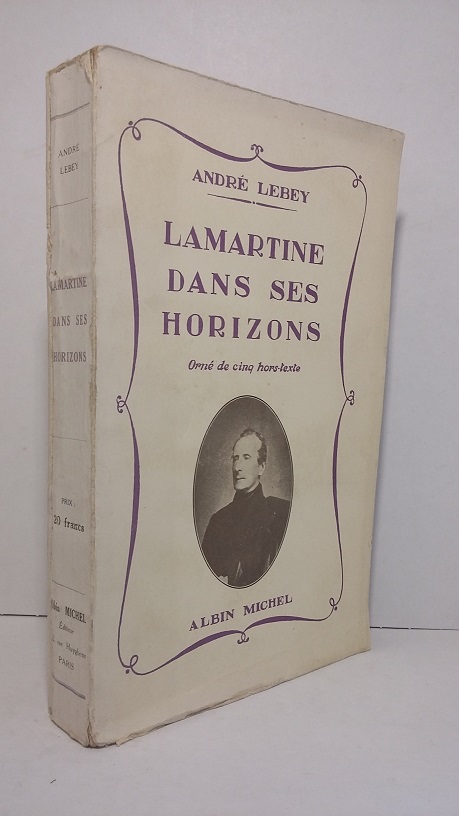 ANDRÉ LEBEY
LAMARTINE
DANS SES
HORIZONS
Orné de cinq hors-texte
ALBIN MICHEL
ANDRÉ
LEBEY
LAMARTINE
DANS SES
HORIZONS
PRIX :
20 francs
Albin MICHEL
Éditeur
PARIS